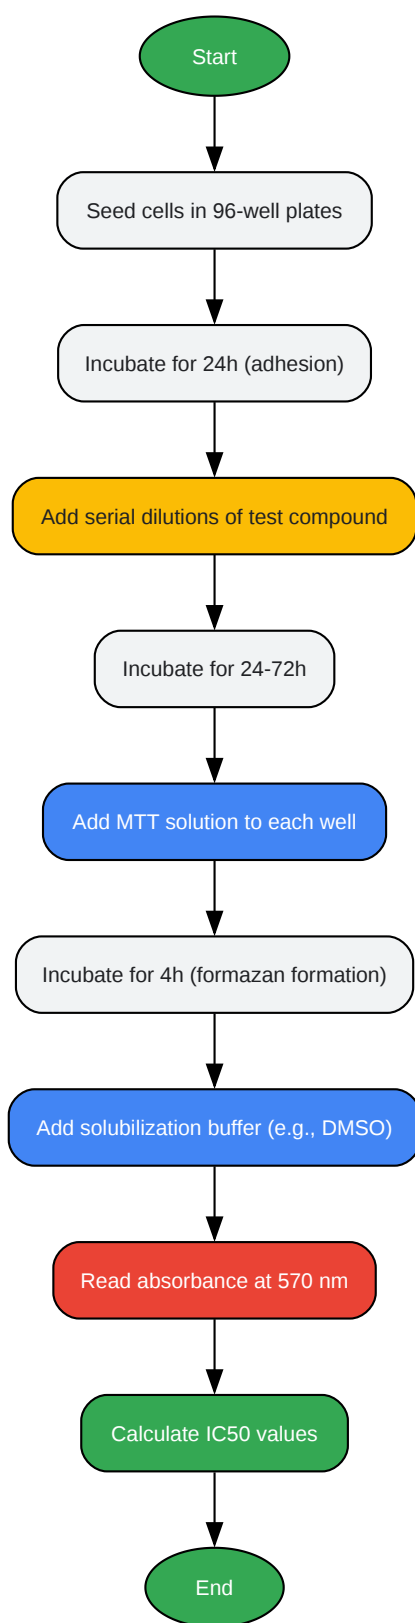 Start
Seed cells in 96-well plates
Incubate for 24h (adhesion)
Add serial dilutions of test compound
Incubate for 24-72h
Add MTT solution to each well
Incubate for 4h (formazan formation)
Add solubilization buffer (e.g., DMSO)
Read absorbance at 570 nm
Calculate IC50 values
End